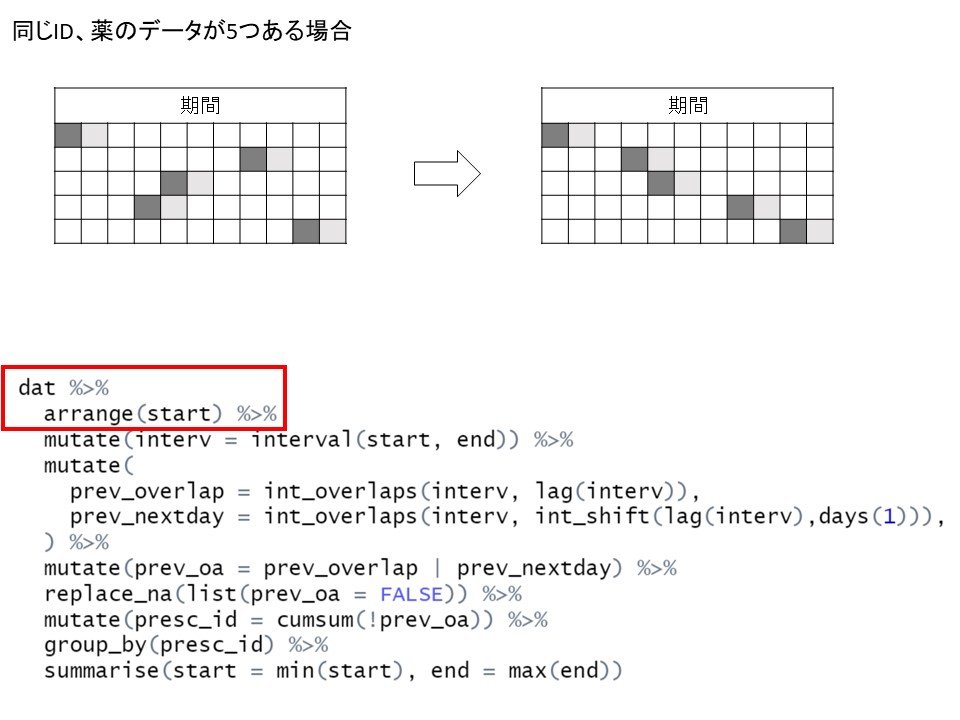 同じID、薬のデータが5つある場合
期間
期間
dat %>%
  arrange(start) %>%
  mutate(interv = interval(start, end)) %>%
  mutate(
    prev_overlap = int_overlaps(interv, lag(interv)),
    prev_nextday = int_overlaps(interv, int_shift(lag(interv),days(1))),
  ) %>%
  mutate(prev_oa = prev_overlap | prev_nextday) %>%
  replace_na(list(prev_oa = FALSE)) %>%
  mutate(presc_id = cumsum(!prev_oa)) %>%
  group_by(presc_id) %>%
  summarise(start = min(start), end = max(end))